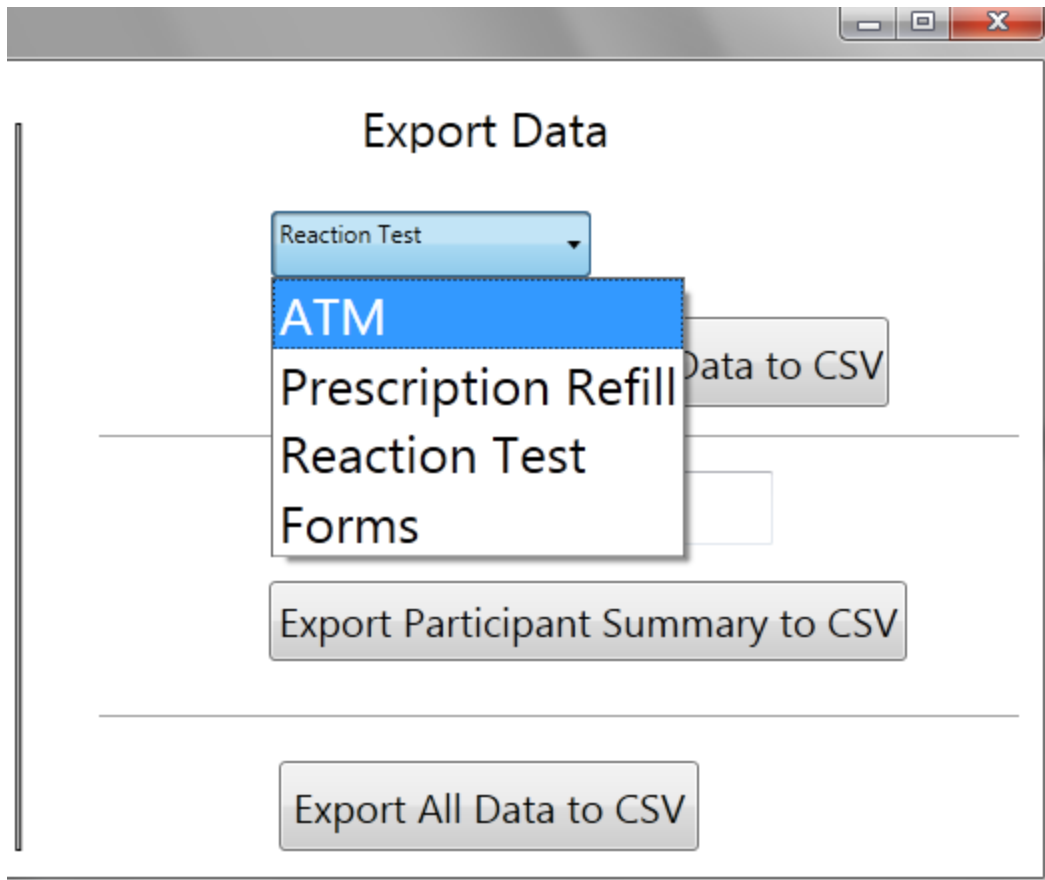 Export Data
Reaction Test
ATM
Data to CSV
Prescription Refill
Reaction Test
Forms
Export Participant Summary to CSV
Export All Data to CSV